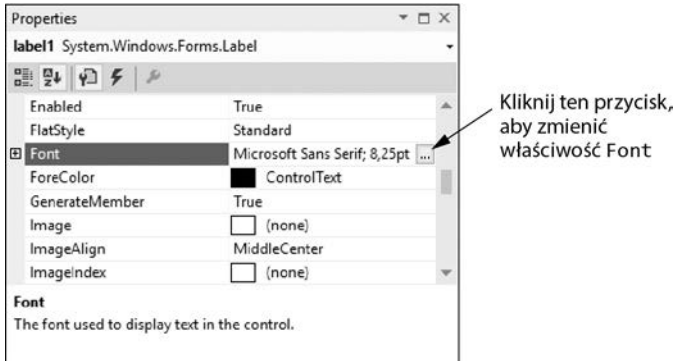 Properties
label1 System.Windows.Forms.Label
Enabled True
FlatStyle Standard
Font Microsoft Sans Serif; 8,25pt ...
ForeColor ControlText
GenerateMember True
Image (none)
ImageAlign MiddleCenter
ImageIndex (none)
Font
The font used to display text in the control.
Kliknij ten przycisk,
aby zmienić
właściwość Font